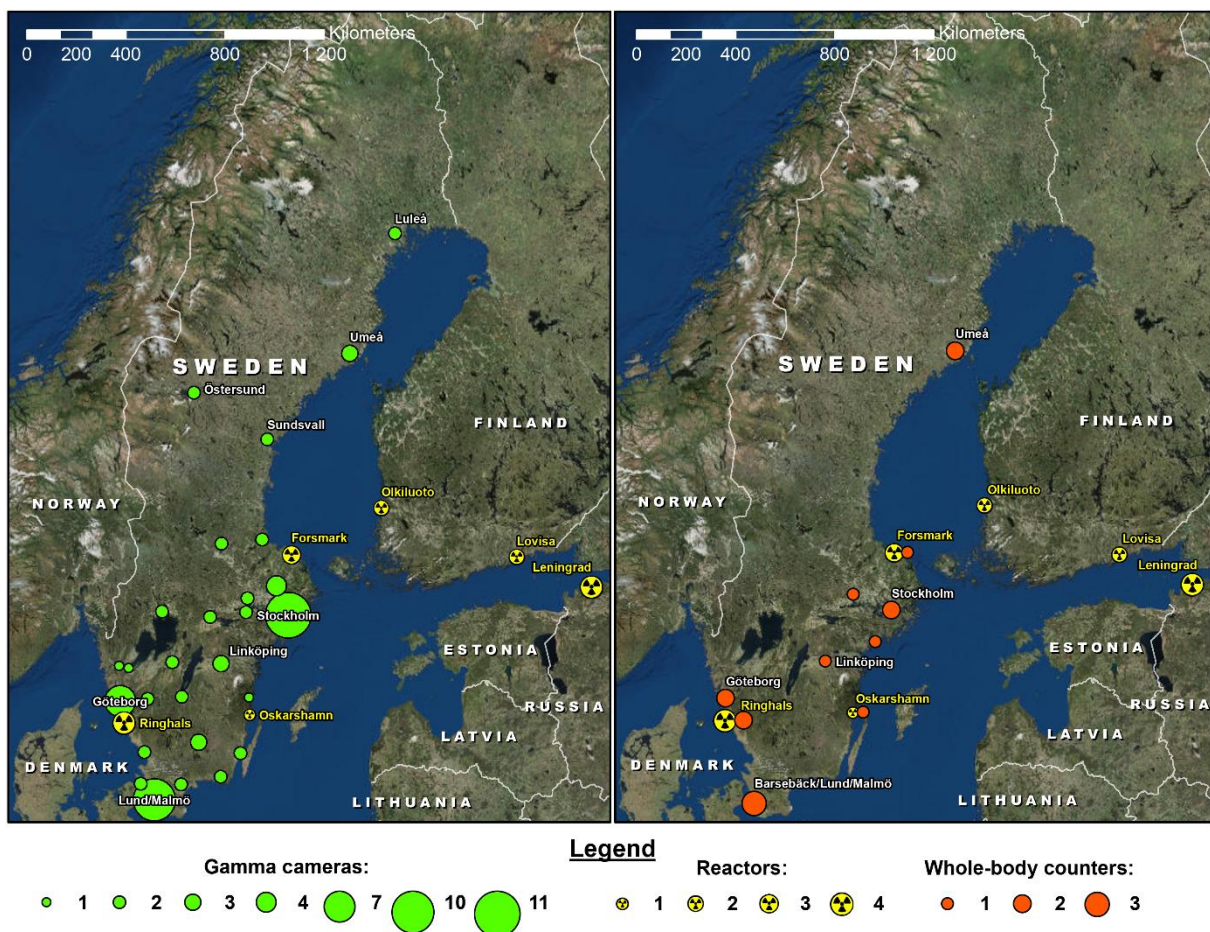 Kilometers
0 200 400 800 1 200
Luleå
Umeå
SWEDEN
Östersund
FINLAND
Sundsvall
NORWAY
Olkiluoto
Forsmark
Lovisa
Leningrad
Stockholm
ESTONIA
Linköping
Göteborg
RUSSIA
Ringhals
Oskarshamn
LATVIA
DENMARK
Lund/Malmö
LITHUANIA
Kilometers
0 200 400 800 1 200
Umeå
SWEDEN
FINLAND
NORWAY
Olkiluoto
Forsmark
Lovisa
Leningrad
Stockholm
ESTONIA
Linköping
Göteborg
RUSSIA
Ringhals
Oskarshamn
LATVIA
DENMARK
Barsebäck/Lund/Malmö
LITHUANIA
Legend
Gamma cameras:
1 2 3 4 7 10 11
Reactors:
1 2 3 4
Whole-body counters:
1 2 3